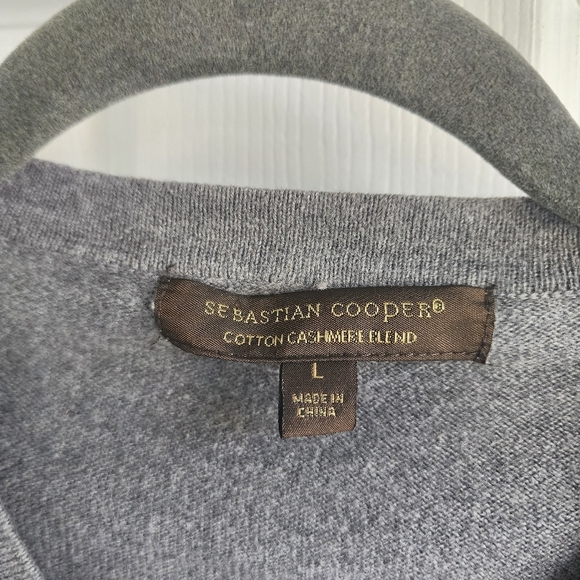 SEBASTIAN COOPER®
COTTON CASHMERE BLEND
L
MADE IN
CHINA